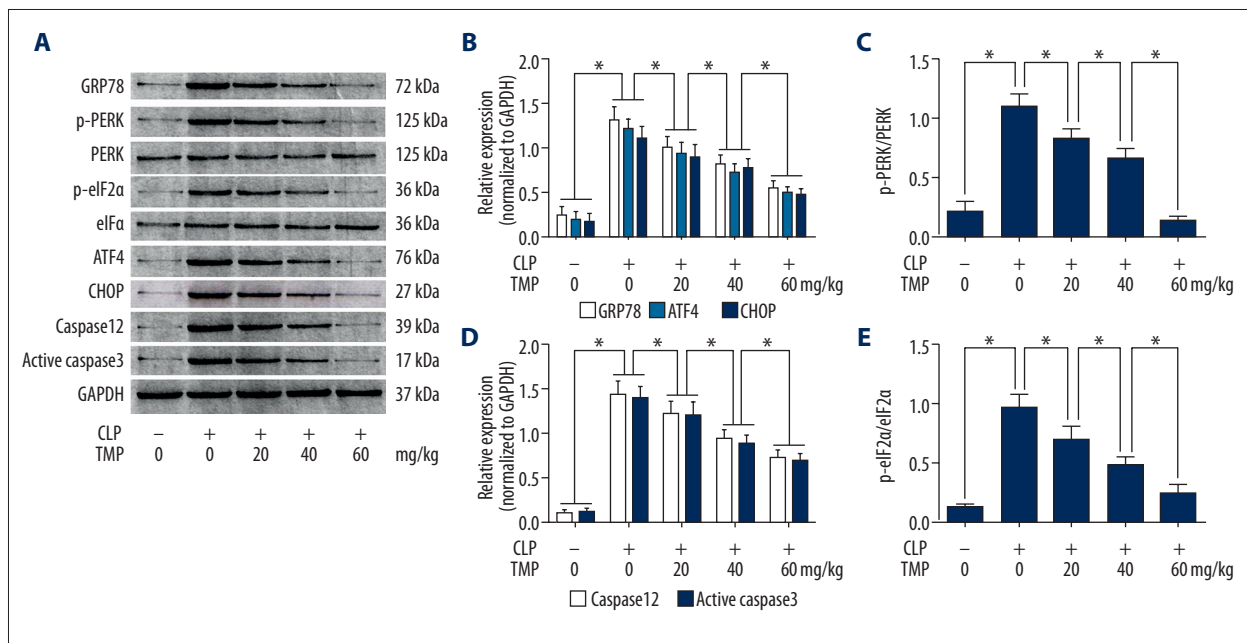 A
GRP78 72 kDa
p-PERK 125 kDa
PERK 125 kDa
p-eIF2α 36 kDa
eIFα 36 kDa
ATF4 76 kDa
CHOP 27 kDa
Caspase12 39 kDa
Active caspase3 17 kDa
GAPDH 37 kDa
CLP – + + + +
TMP 0 0 20 40 60 mg/kg
B
Relative expression
(normalized to GAPDH)
2.0
1.5
1.0
0.5
0.0
* * * *
CLP – + + + +
TMP 0 0 20 40 60 mg/kg
GRP78 ATF4 CHOP
C
p-PERK/PERK
1.5
1.0
0.5
0.0
* * * *
CLP – + + + +
TMP 0 0 20 40 60 mg/kg
D
Relative expression
(normalized to GAPDH)
2.0
1.5
1.0
0.5
0.0
* * * *
CLP – + + + +
TMP 0 0 20 40 60 mg/kg
Caspase12 Active caspase3
E
p-eIF2α/eIF2α
1.5
1.0
0.5
0.0
* * * *
CLP – + + + +
TMP 0 0 20 40 60 mg/kg